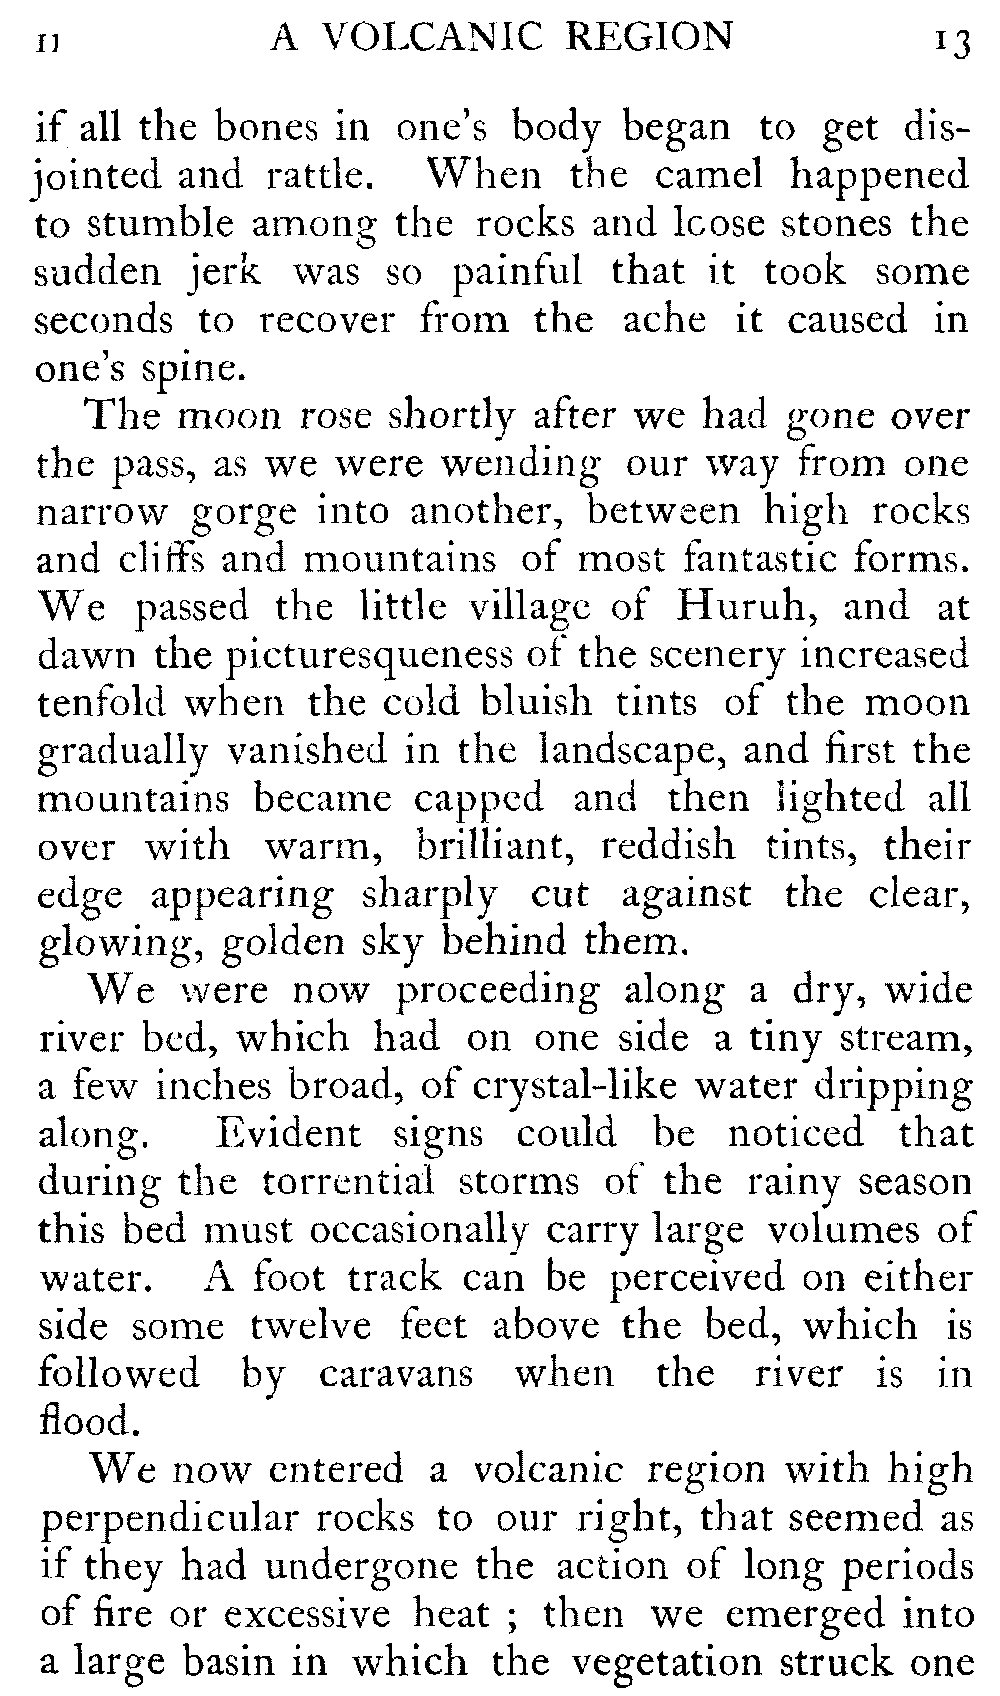 II A VOLCANIC REGION 13
if all the bones in one's body began to get dis-
jointed and rattle. When the camel happened
to stumble among the rocks and loose stones the
sudden jerk was so painful that it took some
seconds to recover from the ache it caused in
one's spine.
The moon rose shortly after we had gone over
the pass, as we were wending our way from one
narrow gorge into another, between high rocks
and cliffs and mountains of most fantastic forms.
We passed the little village of Huruh, and at
dawn the picturesqueness of the scenery increased
tenfold when the cold bluish tints of the moon
gradually vanished in the landscape, and first the
mountains became capped and then lighted all
over with warm, brilliant, reddish tints, their
edge appearing sharply cut against the clear,
glowing, golden sky behind them.
We were now proceeding along a dry, wide
river bed, which had on one side a tiny stream,
a few inches broad, of crystal-like water dripping
along. Evident signs could be noticed that
during the torrential storms of the rainy season
this bed must occasionally carry large volumes of
water. A foot track can be perceived on either
side some twelve feet above the bed, which is
followed by caravans when the river is in
flood.
We now entered a volcanic region with high
perpendicular rocks to our right, that seemed as
if they had undergone the action of long periods
of fire or excessive heat ; then we emerged into
a large basin in which the vegetation struck one